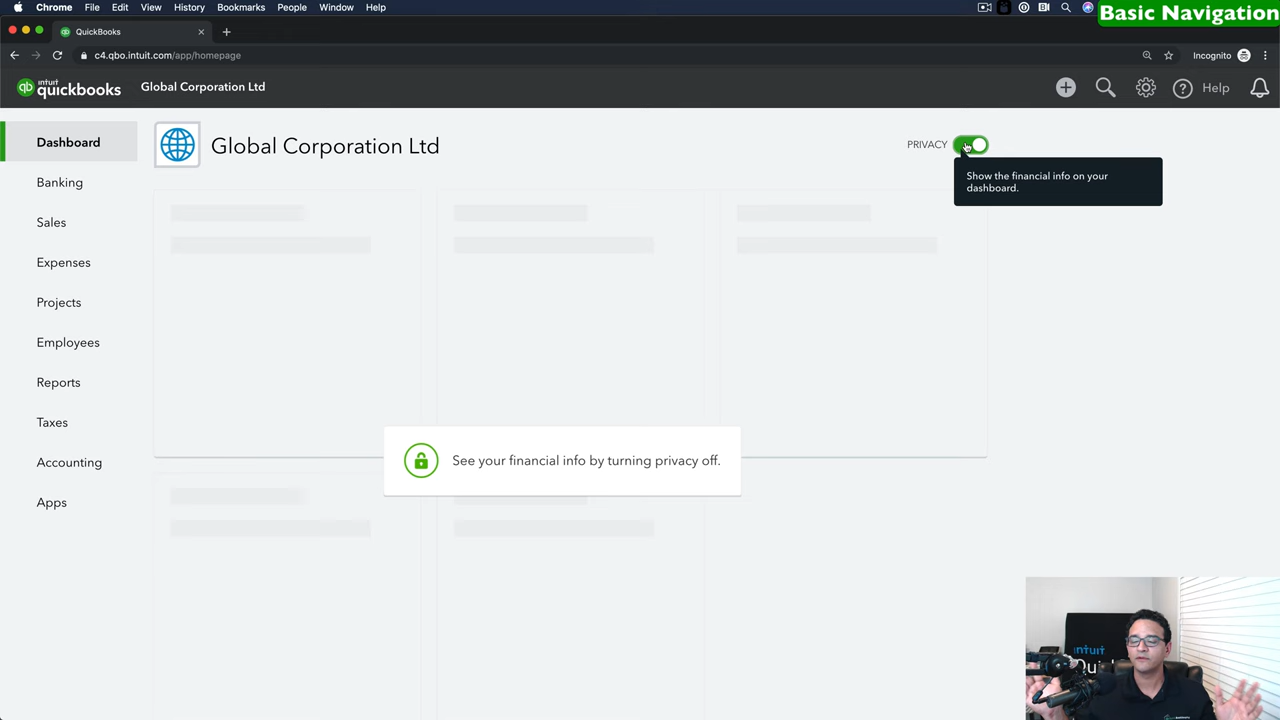 Chrome File Edit View History Bookmarks People Window Help
Basic Navigation
QuickBooks
c4.qbo.intuit.com/app/homepage
Incognito
intuit quickbooks
Global Corporation Ltd
Help
Dashboard
Banking
Sales
Expenses
Projects
Employees
Reports
Taxes
Accounting
Apps
Global Corporation Ltd
PRIVACY
Show the financial info on your
dashboard.
See your financial info by turning privacy off.
intuit